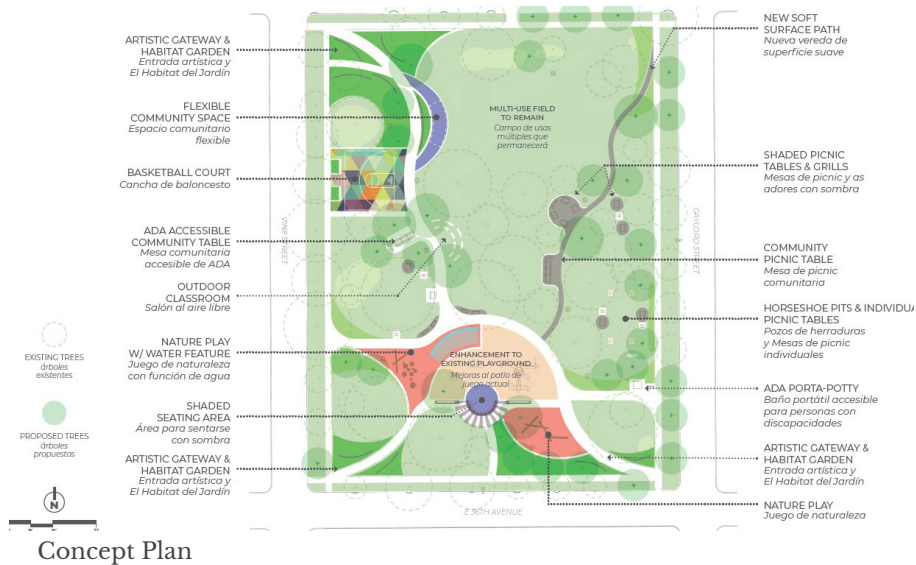 ARTISTIC GATEWAY &
HABITAT GARDEN
Entrada artística y
El Habitat del Jardín
FLEXIBLE
COMMUNITY SPACE
Espacio comunitario
flexible
BASKETBALL COURT
Cancha de baloncesto
ADA ACCESSIBLE
COMMUNITY TABLE
Mesa comunitaria
accesible de ADA
OUTDOOR
CLASSROOM
Salón al aire libre
NATURE PLAY
W/ WATER FEATURE
Juego de naturaleza
con función de agua
SHADED
SEATING AREA
Área para sentarse
con sombra
ARTISTIC GATEWAY &
HABITAT GARDEN
Entrada artística y
El Habitat del Jardín
EXISTING TREES
árboles
existentes
PROPOSED TREES
árboles
propuestos
N
VINE STREET
MULTI-USE FIELD
TO REMAIN
Campo de usos
múltiples que
permanecerá
ENHANCEMENT TO
EXISTING PLAYGROUND
Mejoras al patio de
juego actual
GAYLORD STREET
E 36TH AVENUE
NEW SOFT
SURFACE PATH
Nueva vereda de
superficie suave
SHADED PICNIC
TABLES & GRILLS
Mesas de picnic y as
adores con sombra
COMMUNITY
PICNIC TABLE
Mesa de picnic
comunitaria
HORSESHOE PITS & INDIVIDUA
PICNIC TABLES
Pozos de herraduras
y Mesas de picnic
individuales
ADA PORTA-POTTY
Baño portátil accesible
para personas con
discapacidades
ARTISTIC GATEWAY &
HABITAT GARDEN
Entrada artística y
El Habitat del Jardín
NATURE PLAY
Juego de naturaleza
Concept Plan